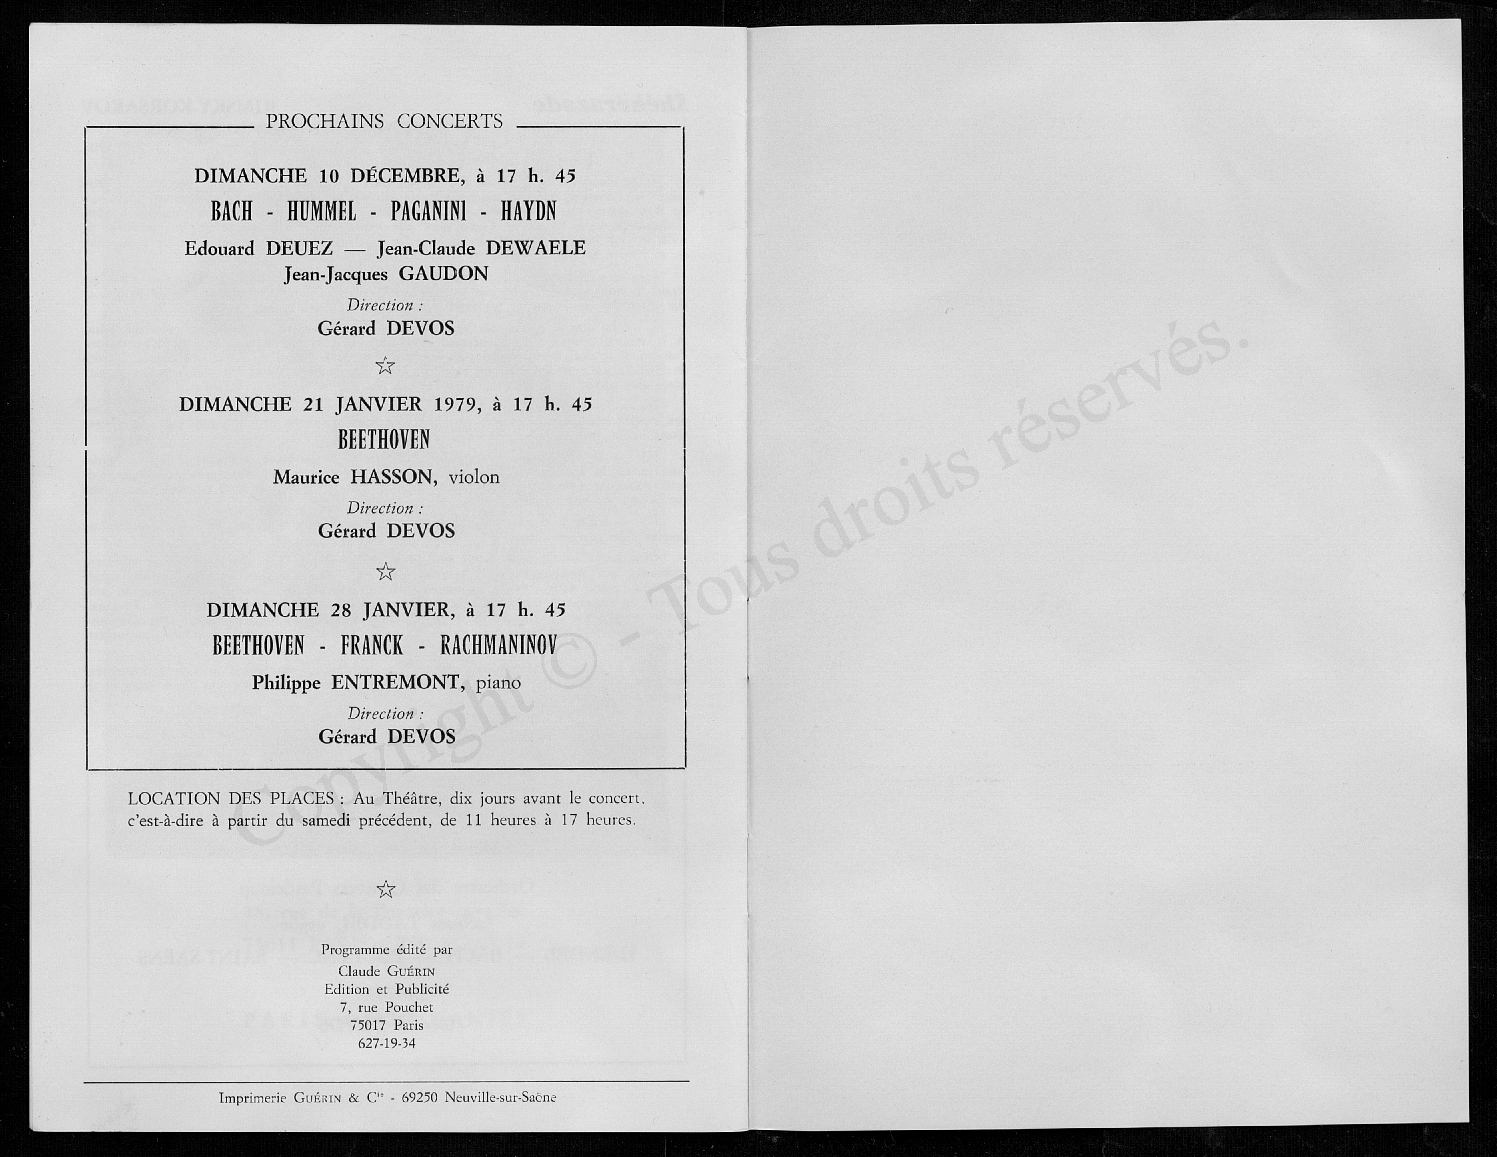 PROCHAINS CONCERTS
DIMANCHE 10 DÉCEMBRE, à 17 h. 45
BACH - HUMMEL - PAGANINI - HAYDN
Edouard DEUEZ — Jean-Claude DEWAELE
Jean-Jacques GAUDON
Direction :
Gérard DEVOS
☆
DIMANCHE 21 JANVIER 1979, à 17 h. 45
BEETHOVEN
Maurice HASSON, violon
Direction :
Gérard DEVOS
☆
DIMANCHE 28 JANVIER, à 17 h. 45
BEETHOVEN - FRANCK - RACHMANINOV
Philippe ENTREMONT, piano
Direction :
Gérard DEVOS
LOCATION DES PLACES : Au Théâtre, dix jours avant le concert,
c'est-à-dire à partir du samedi précédent, de 11 heures à 17 heures.
☆
Programme édité par
Claude GUÉRIN
Edition et Publicité
7, rue Pouchet
75017 Paris
627-19-34
Imprimerie GUÉRIN & Cie - 69250 Neuville-sur-Saône
Copyright © - Tous droits réservés.